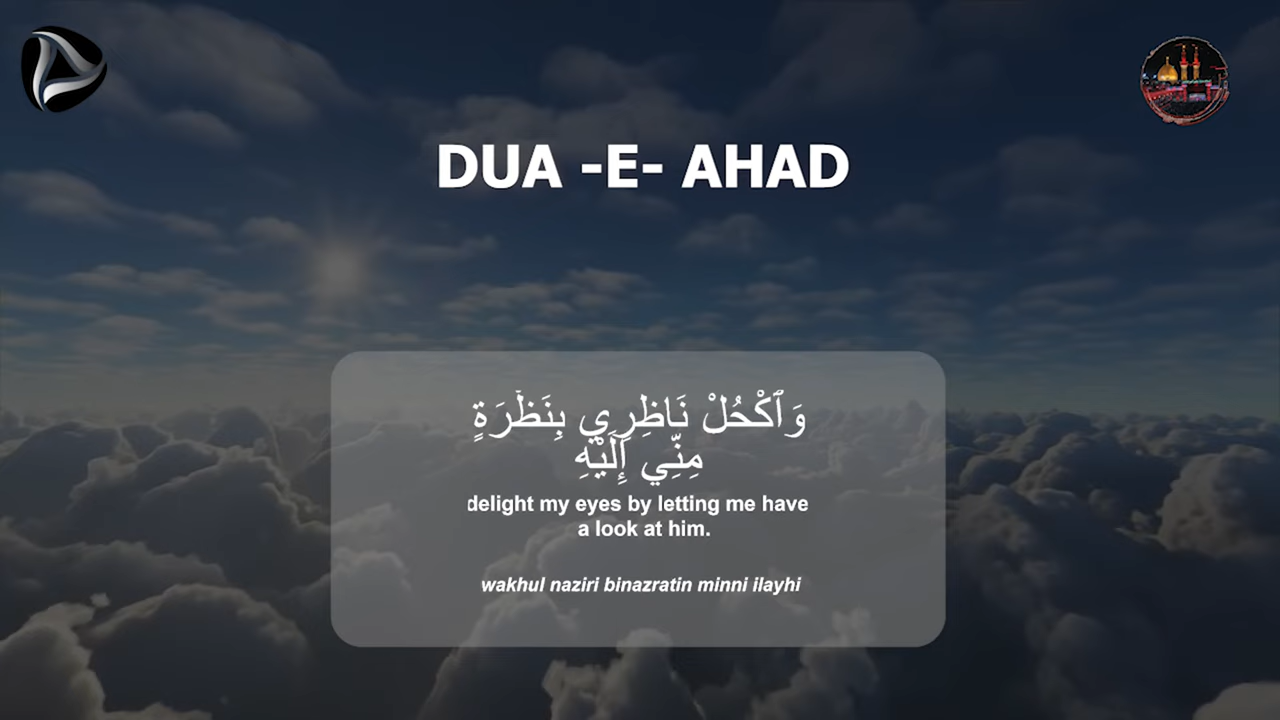 DUA -E- AHAD
وَٱكْحُلْ نَاظِرِي بِنَظْرَةٍ
مِنِّي إِلَيْهِ
delight my eyes by letting me have
a look at him.
wakhul naziri binazratin minni ilayhi